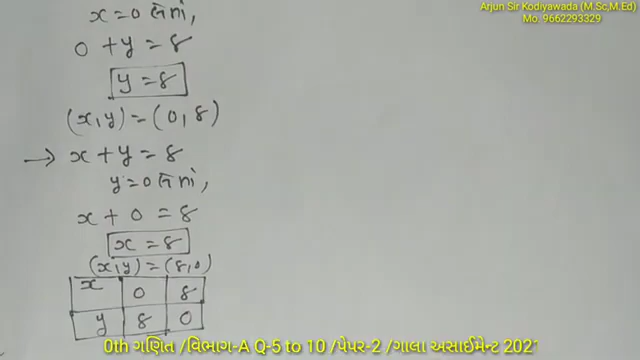 Arjun Sir Kodiyawada (M.Sc,M.Ed)
Mo. 9662293329
x=0 લેતાં,
0 + y = 8
y = 8
(x,y) = (0,8)
→ x + y = 8
y=0 લેતાં,
x + 0 = 8
x = 8
(x,y) = (8,0)
x 0 8
y 8 0
0th ગણિત /વિભાગ-A Q-5 to 10 /પેપર-2 /ગાલા અસાઈમેન્ટ 2021